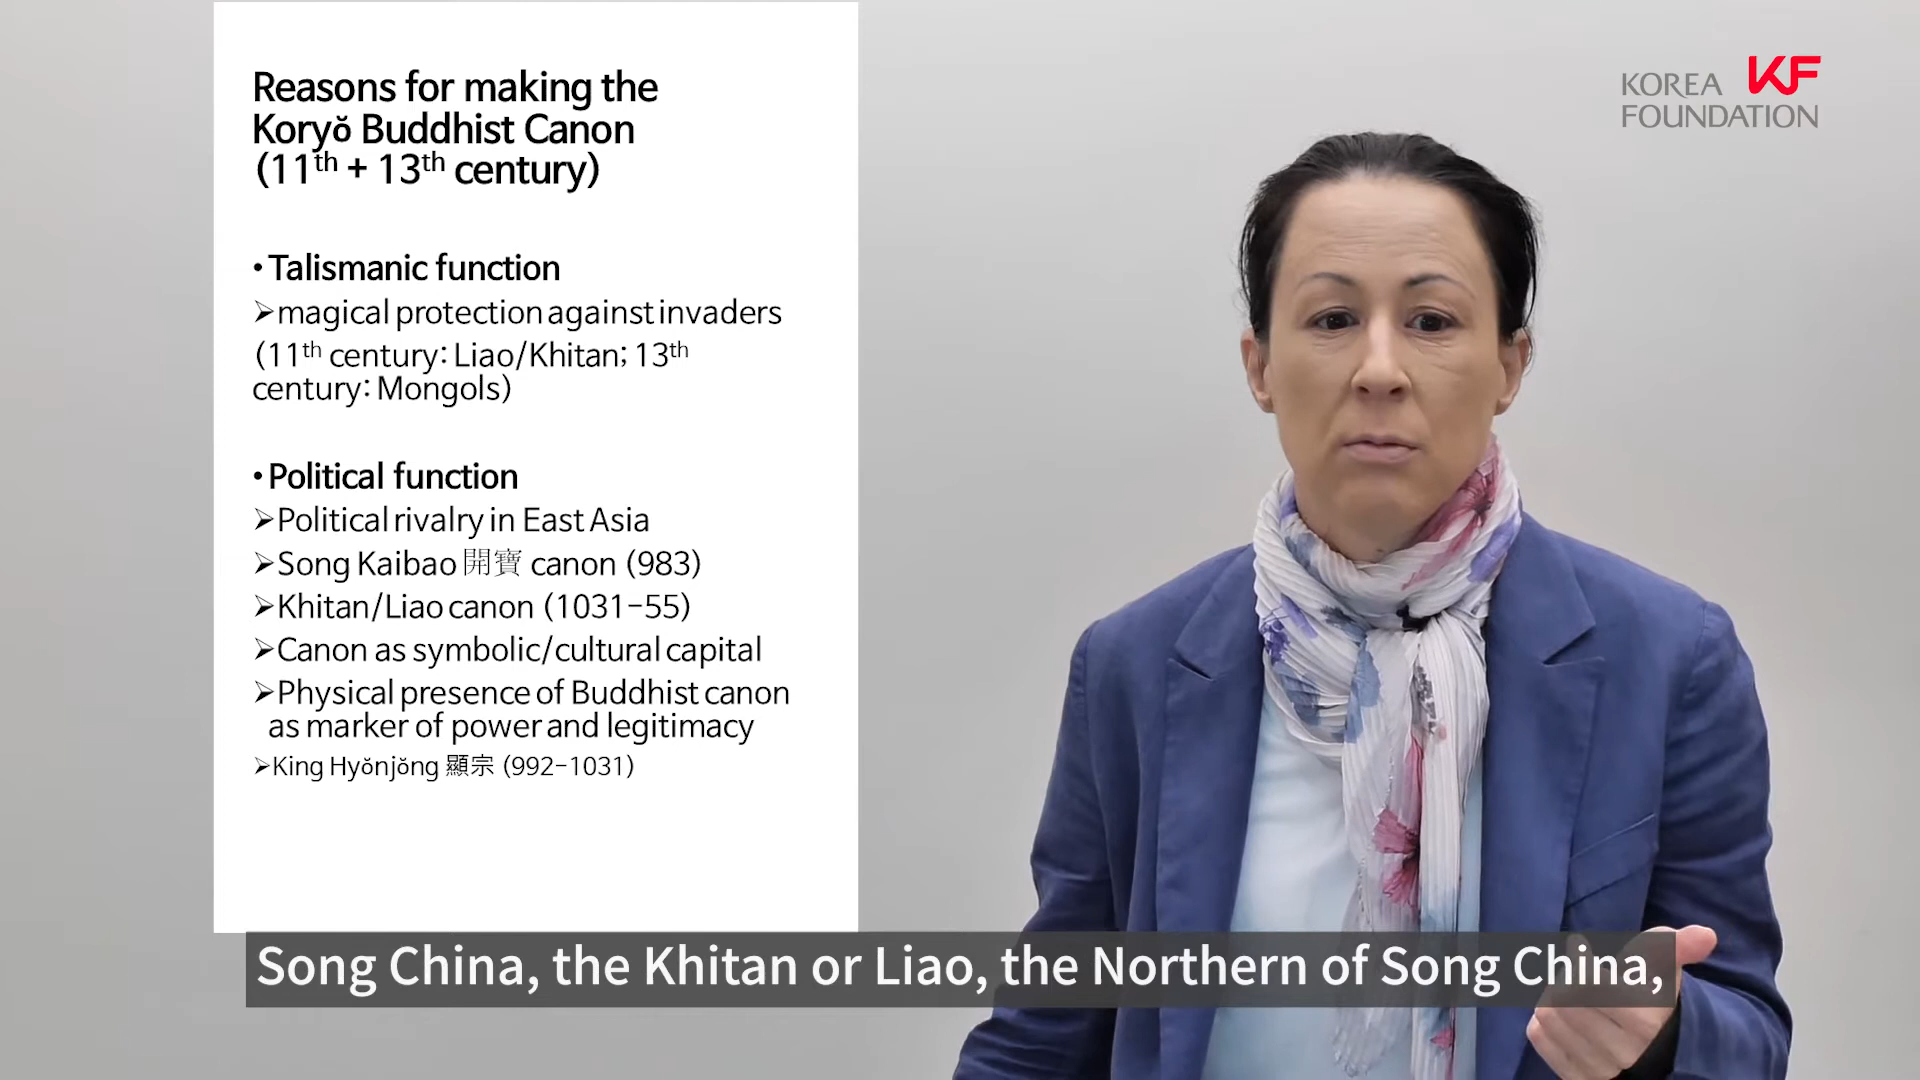 Reasons for making the
Koryŏ Buddhist Canon
(11th + 13th century)
• Talismanic function
➢magical protection against invaders
(11th century: Liao/Khitan; 13th
century: Mongols)
• Political function
➢Political rivalry in East Asia
➢Song Kaibao 開寶 canon (983)
➢Khitan/Liao canon (1031-55)
➢Canon as symbolic/cultural capital
➢Physical presence of Buddhist canon
as marker of power and legitimacy
➢King Hyŏnjŏng 顯宗 (992-1031)
KOREA KF
FOUNDATION
Song China, the Khitan or Liao, the Northern of Song China,